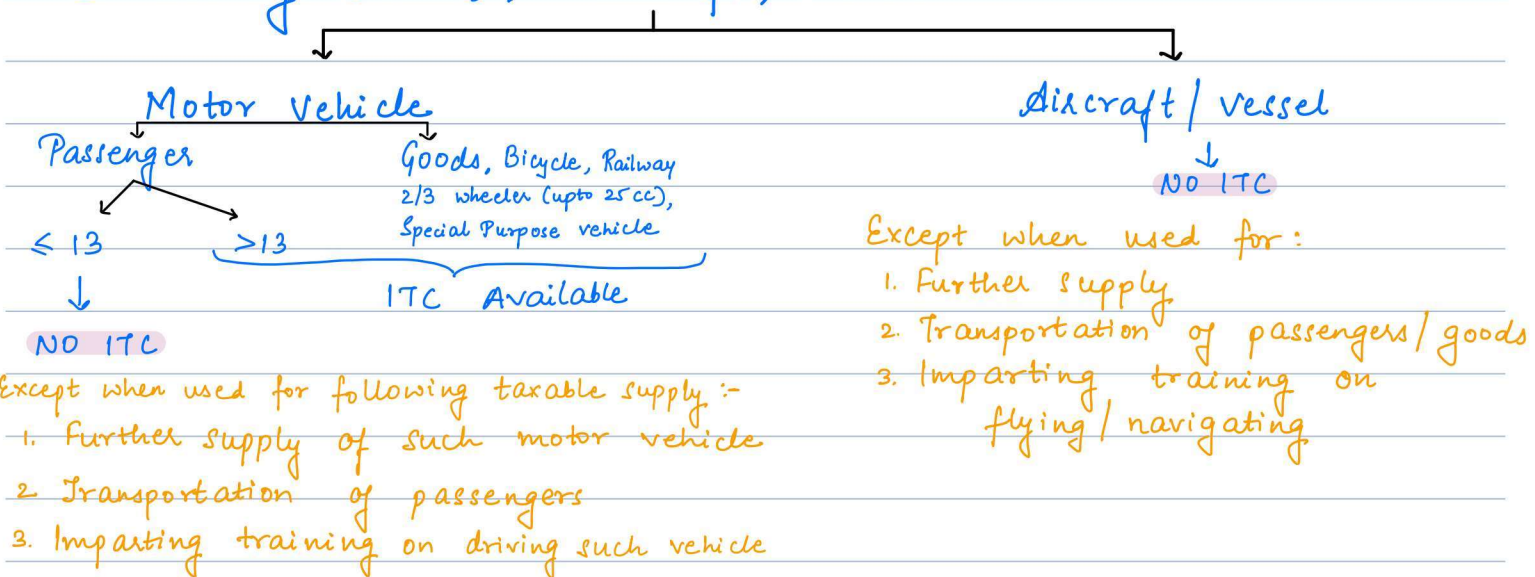 Motor Vehicle
Passenger
≤ 13
>13
↓
NO ITC
Goods, Bicycle, Railway
2/3 wheeler (upto 25 cc),
Special Purpose vehicle
ITC Available
Except when used for following taxable supply :-
1. Further supply of such motor vehicle
2 Transportation of passengers
3. Imparting training on driving such vehicle
Aircraft / vessel
↓
NO ITC
Except when used for :
1. Further supply
2. Transportation of passengers / goods
3. Imparting training on
flying / navigating